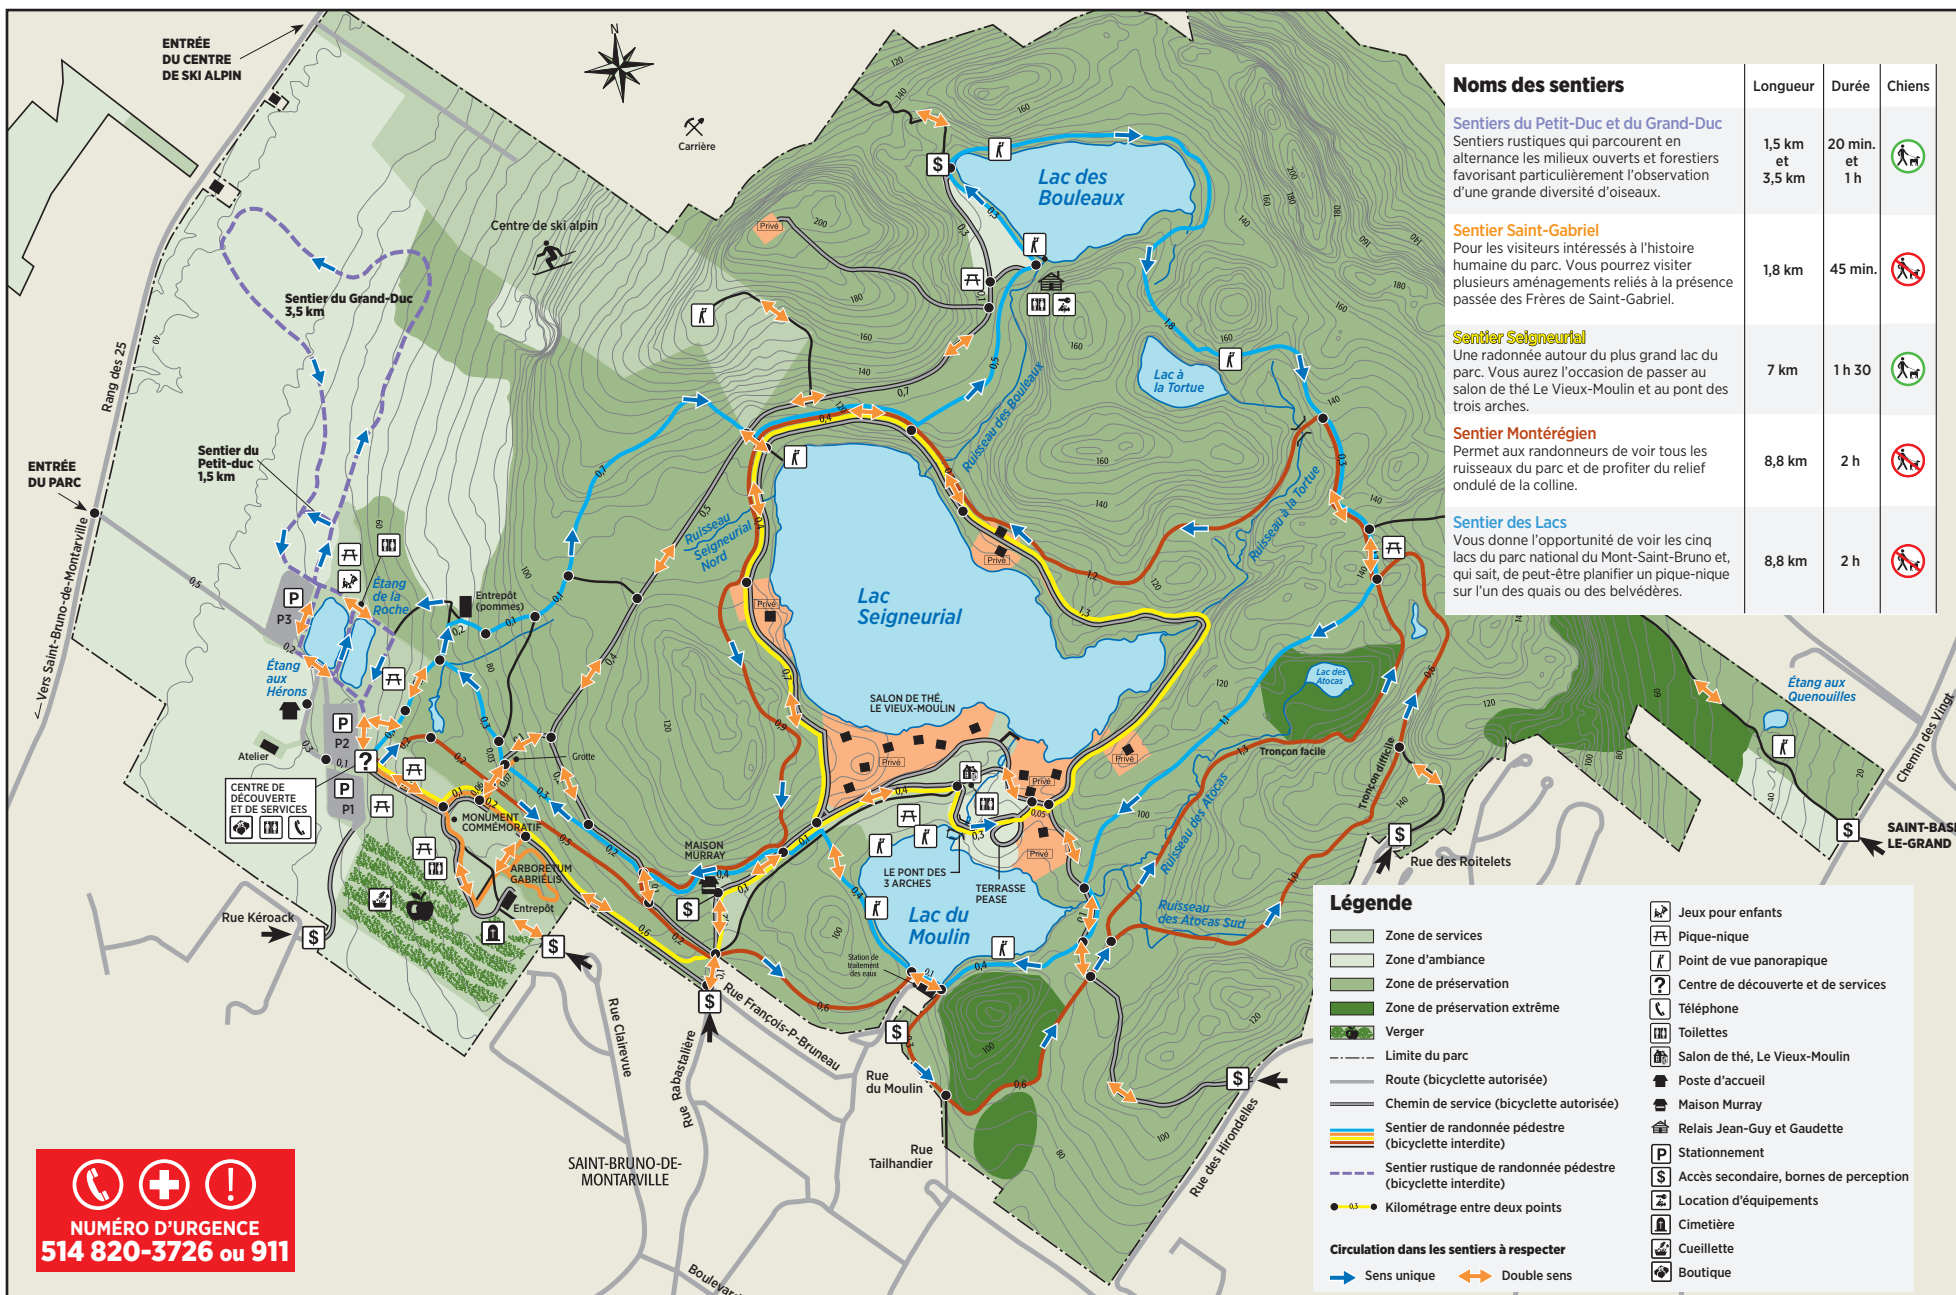 ENTRÉE
DU CENTRE
DE SKI ALPIN
N
Carrière
Centre de ski alpin
Rang des 25
ENTRÉE
DU PARC
Vers Saint-Bruno-de-Montarville
Sentier du Grand-Duc
3,5 km
Sentier du
Petit-duc
1,5 km
Étang
de la
Roche
Étang
aux
Hérons
Entrepôt
(pommes)
P3
P2
P1
Atelier
CENTRE DE
DÉCOUVERTE
ET DE SERVICES
Grotte
MONUMENT
COMMÉMORATIF
ARBORETUM
GABRIÉLIS
Entrepôt
Rue Kéroack
Rue Clairevue
Rue Rabastalière
Rue François-P-Bruneau
MAISON
MURRAY
Station de
traitement
des eaux
Rue
du Moulin
Rue
Tailhandier
Rue des Hirondelles
SAINT-BRUNO-DE-
MONTARVILLE
Lac des
Bouleaux
Lac à
la Tortue
Ruisseau des Bouleaux
Ruisseau à la Tortue
Ruisseau
Seigneurial
Nord
Lac
Seigneurial
Privé
Privé
Privé
Privé
Privé
Privé
Privé
SALON DE THÉ,
LE VIEUX-MOULIN
LE PONT DES
3 ARCHES
TERRASSE
PEASE
Lac du
Moulin
Lac des
Atocas
Ruisseau des Atocas
Ruisseau
des Atocas Sud
Tronçon facile
Tronçon difficile
Rue des Roitelets
Étang aux
Quenouilles
Chemin des Vingt
SAINT-BASI
LE-GRAND
Noms des sentiers Longueur Durée Chiens
Sentiers du Petit-Duc et du Grand-Duc
Sentiers rustiques qui parcourent en
alternance les milieux ouverts et forestiers
favorisant particulièrement l'observation
d'une grande diversité d'oiseaux.
1,5 km
et
3,5 km
20 min.
et
1 h
Sentier Saint-Gabriel
Pour les visiteurs intéressés à l'histoire
humaine du parc. Vous pourrez visiter
plusieurs aménagements reliés à la présence
passée des Frères de Saint-Gabriel.
1,8 km 45 min.
Sentier Seigneurial
Une radonnée autour du plus grand lac du
parc. Vous aurez l'occasion de passer au
salon de thé Le Vieux-Moulin et au pont des
trois arches.
7 km 1 h 30
Sentier Montérégien
Permet aux randonneurs de voir tous les
ruisseaux du parc et de profiter du relief
ondulé de la colline.
8,8 km 2 h
Sentier des Lacs
Vous donne l'opportunité de voir les cinq
lacs du parc national du Mont-Saint-Bruno et,
qui sait, de peut-être planifier un pique-nique
sur l'un des quais ou des belvédères.
8,8 km 2 h
Légende
Zone de services
Zone d'ambiance
Zone de préservation
Zone de préservation extrême
Verger
Limite du parc
Route (bicyclette autorisée)
Chemin de service (bicyclette autorisée)
Sentier de randonnée pédestre
(bicyclette interdite)
Sentier rustique de randonnée pédestre
(bicyclette interdite)
0,3
Kilométrage entre deux points
Circulation dans les sentiers à respecter
Sens unique Double sens
Jeux pour enfants
Pique-nique
Point de vue panorapique
Centre de découverte et de services
Téléphone
Toilettes
Salon de thé, Le Vieux-Moulin
Poste d'accueil
Maison Murray
Relais Jean-Guy et Gaudette
Stationnement
Accès secondaire, bornes de perception
Location d'équipements
Cimetière
Cueillette
Boutique
NUMÉRO D'URGENCE
514 820-3726 ou 911